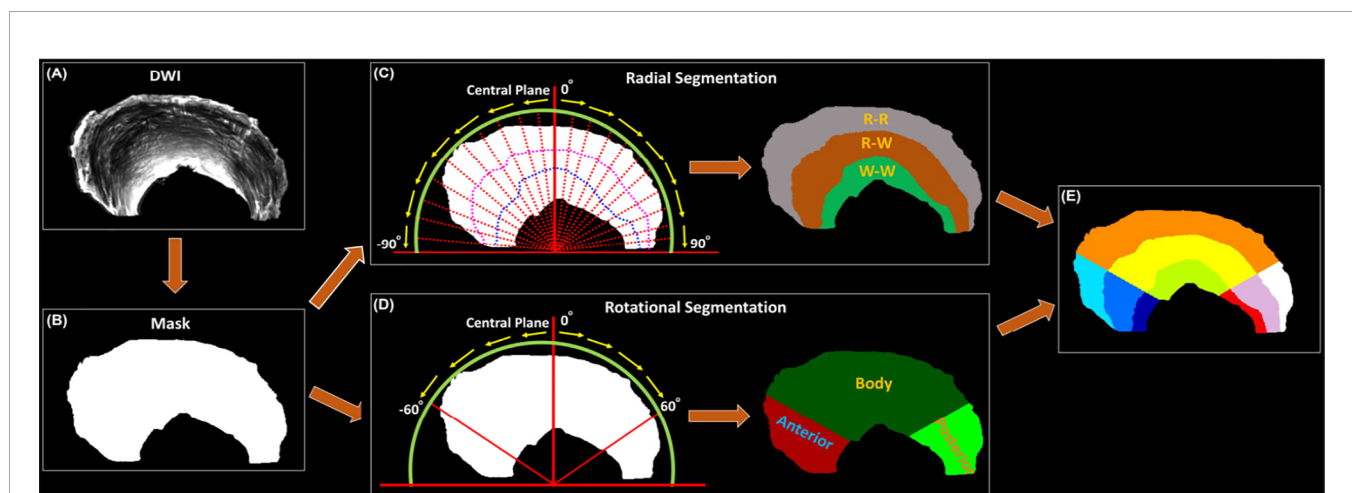 (A)
DWI
(B)
Mask
(C)
Radial Segmentation
Central Plane
0°
-90°
90°
R-R
R-W
W-W
(D)
Rotational Segmentation
Central Plane
0°
-60°
60°
Body
Anterior
Posterior
(E)